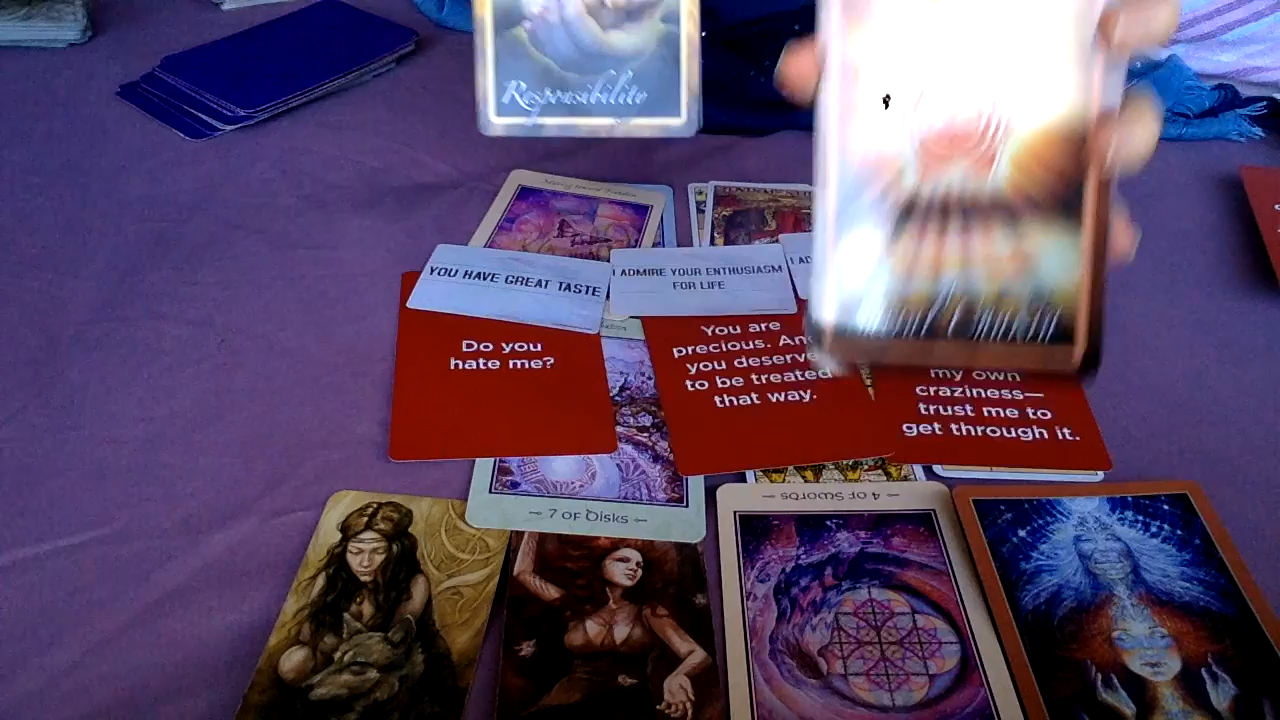 Responsibility
YOU HAVE GREAT TASTE
I ADMIRE YOUR ENTHUSIASM
FOR LIFE
I AD
Do you
hate me?
You are
precious. And
you deserve
to be treated
that way.
my own
craziness—
trust me to
get through it.
7 OF DISKS
4 OF SWORDS